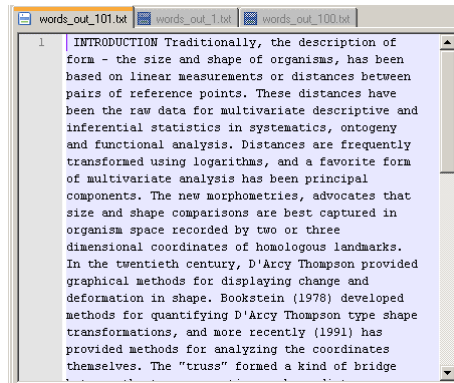 words_out_101.txt words_out_1.txt words_out_100.txt
1 INTRODUCTION Traditionally, the description of
form - the size and shape of organisms, has been
based on linear measurements or distances between
pairs of reference points. These distances have
been the raw data for multivariate descriptive and
inferential statistics in systematics, ontogeny
and functional analysis. Distances are frequently
transformed using logarithms, and a favorite form
of multivariate analysis has been principal
components. The new morphometries, advocates that
size and shape comparisons are best captured in
organism space recorded by two or three
dimensional coordinates of homologous landmarks.
In the twentieth century, D'Arcy Thompson provided
graphical methods for displaying change and
deformation in shape. Bookstein (1978) developed
methods for quantifying D'Arcy Thompson type shape
transformations, and more recently (1991) has
provided methods for analyzing the coordinates
themselves. The "truss" formed a kind of bridge